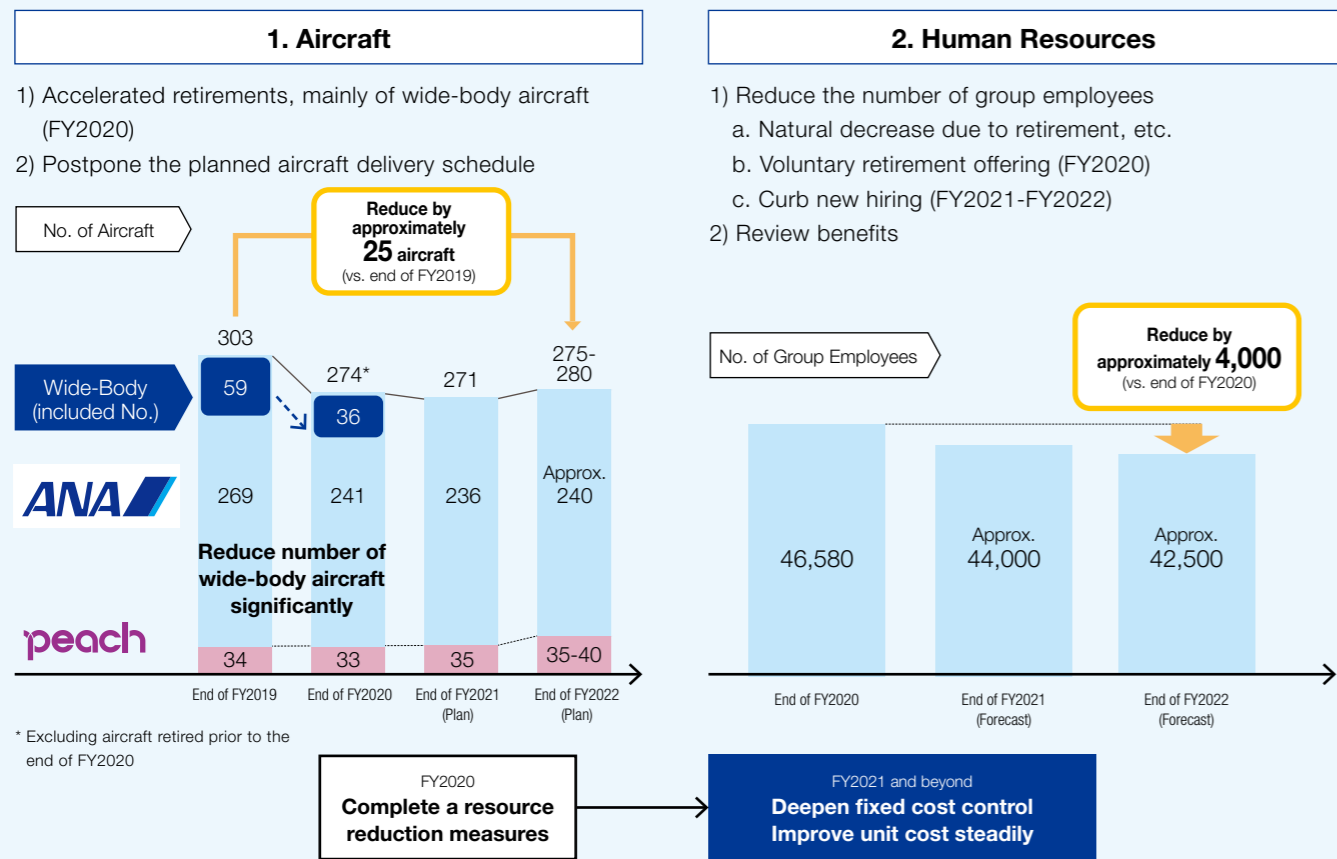 1. Aircraft
1) Accelerated retirements, mainly of wide-body aircraft
(FY2020)
2) Postpone the planned aircraft delivery schedule
No. of Aircraft
Reduce by
approximately
25 aircraft
(vs. end of FY2019)
303
274*
271
275-
280
Wide-Body
(included No.)
59
36
ANA
269
241
236
Approx.
240
Reduce number of
wide-body aircraft
significantly
peach
34
33
35
35-40
End of FY2019
End of FY2020
End of FY2021
(Plan)
End of FY2022
(Plan)
* Excluding aircraft retired prior to the
end of FY2020
2. Human Resources
1) Reduce the number of group employees
a. Natural decrease due to retirement, etc.
b. Voluntary retirement offering (FY2020)
c. Curb new hiring (FY2021-FY2022)
2) Review benefits
No. of Group Employees
Reduce by
approximately 4,000
(vs. end of FY2020)
46,580
Approx.
44,000
Approx.
42,500
End of FY2020
End of FY2021
(Forecast)
End of FY2022
(Forecast)
FY2020
Complete a resource
reduction measures
FY2021 and beyond
Deepen fixed cost control
Improve unit cost steadily